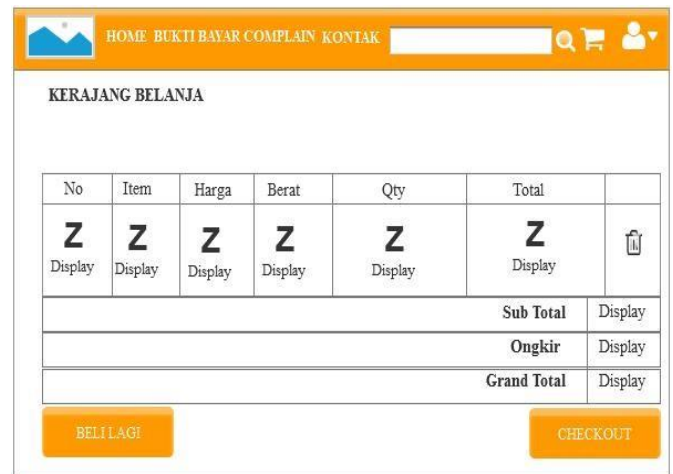 HOME BUKTI BAYAR COMPLAIN KONTAK
KERAJANG BELANJA
No Item Harga Berat Qty Total
Z Z Z Z Z Z
Display Display Display Display Display Display
Sub Total Display
Ongkir Display
Grand Total Display
BELI LAGI CHECKOUT